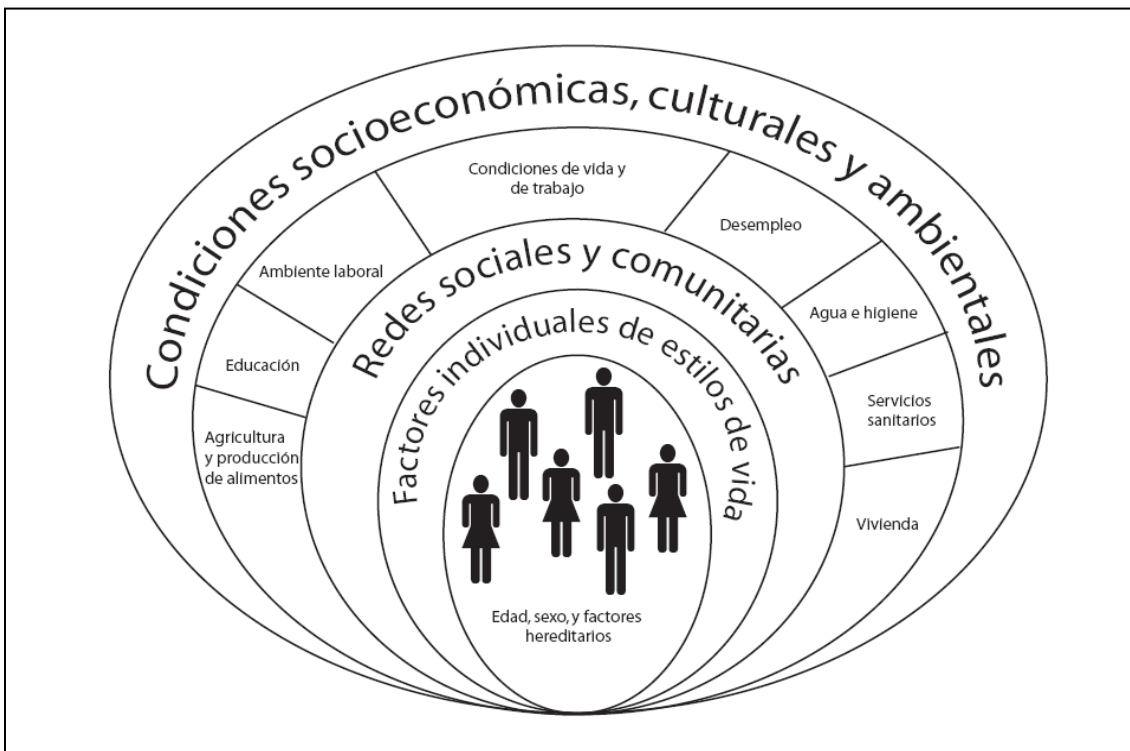 Condiciones socioeconómicas, culturales y ambientales
Condiciones de vida y
de trabajo
Desempleo
Ambiente laboral
Agua e higiene
Educación
Servicios
sanitarios
Agricultura
y producción
de alimentos
Vivienda
Redes sociales y comunitarias
Factores individuales de estilos de vida
Edad, sexo, y factores
hereditarios